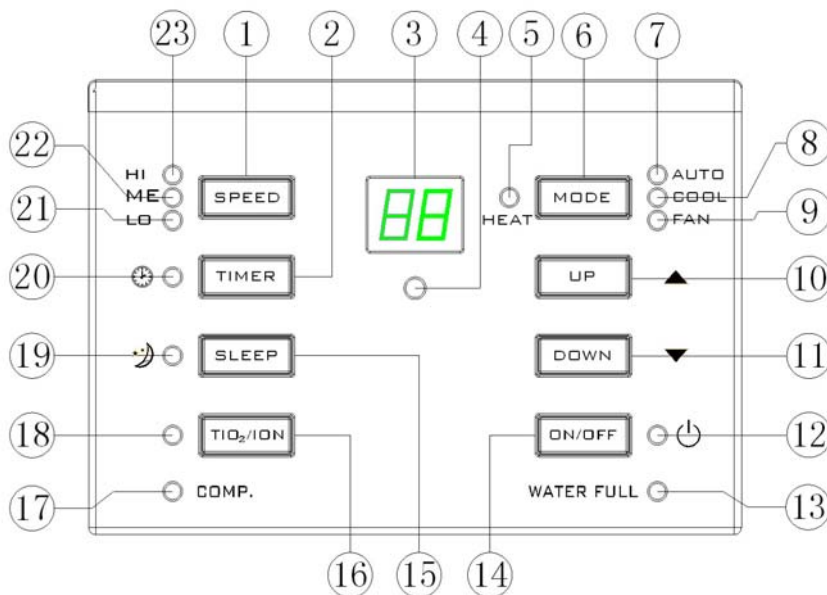 23 1 2 3 4 5 6 7
22 HI AUTO 8
ME SPEED 88 MODE COOL
21 LO HEAT FAN 9
20 TIMER UP 10
19 SLEEP DOWN 11
18 TIO₂/ION ON/OFF 12
17 COMP. WATER FULL 13
16 15 14